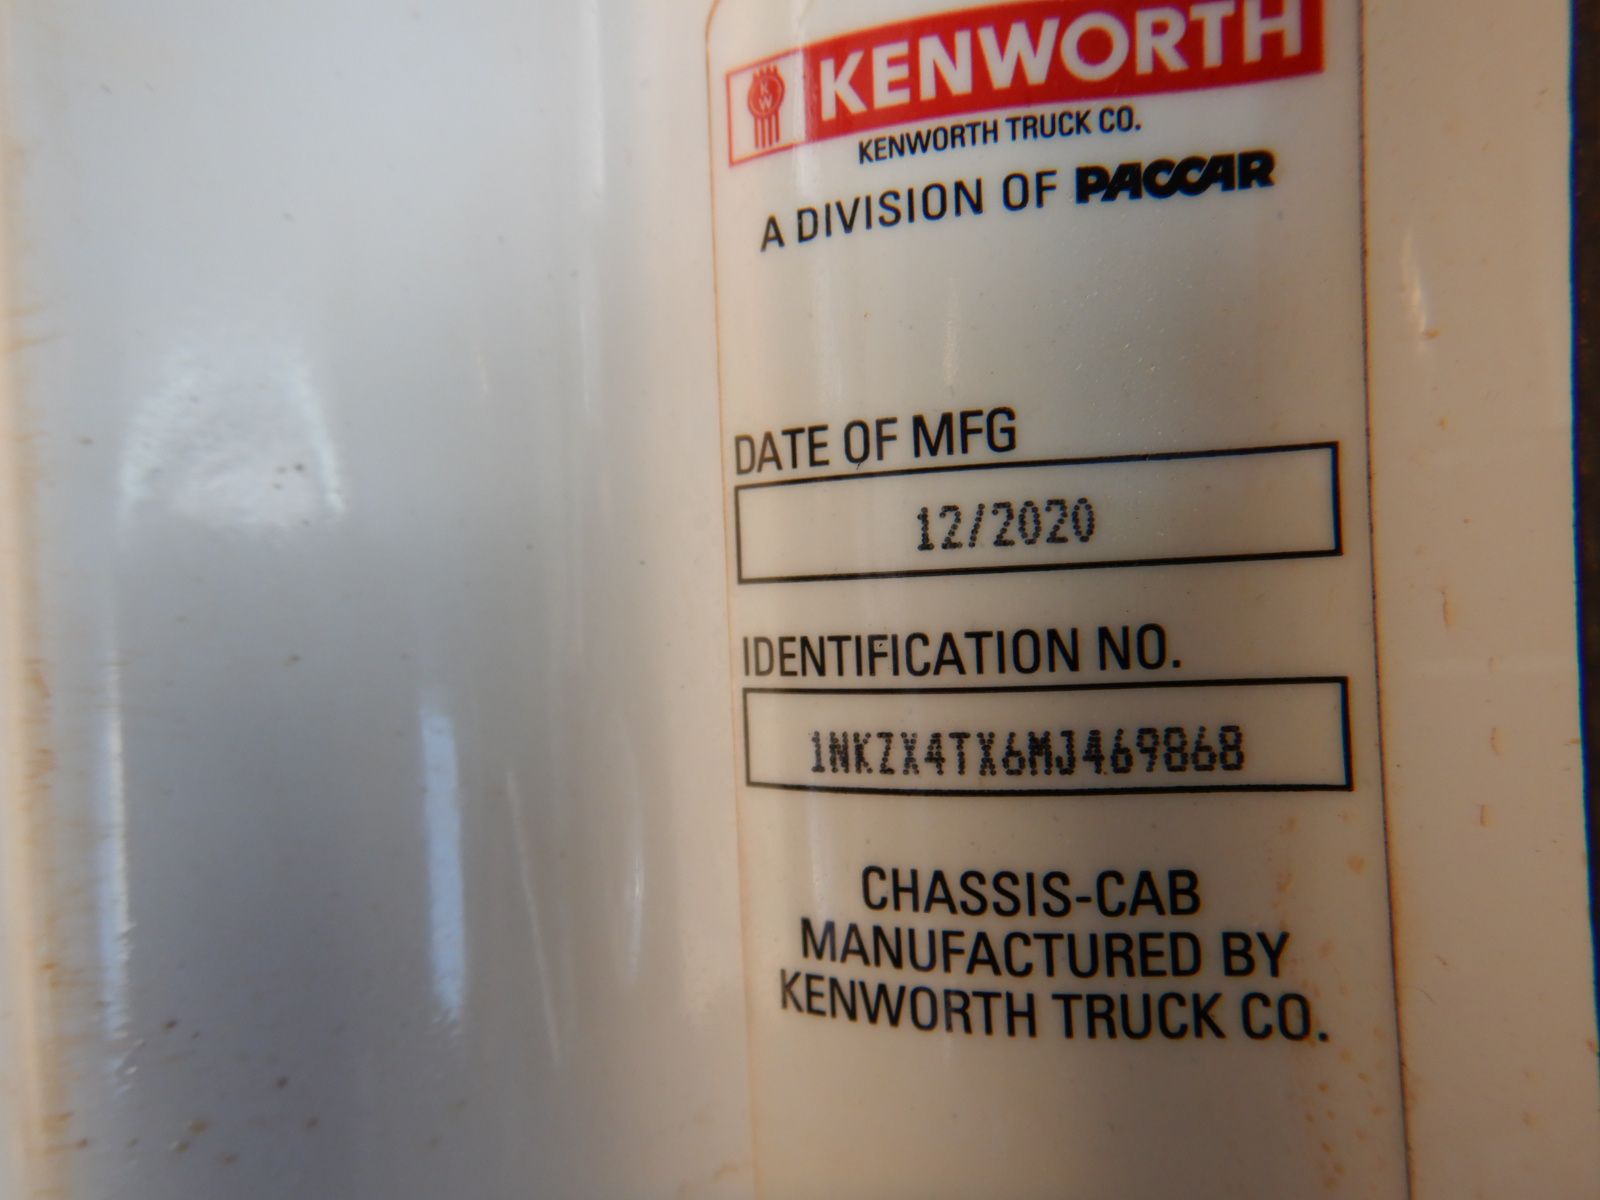 KW KENWORTH
KENWORTH TRUCK CO.
A DIVISION OF PACCAR
DATE OF MFG
12/2020
IDENTIFICATION NO.
1NKZX4TX6MJ469868
CHASSIS-CAB
MANUFACTURED BY
KENWORTH TRUCK CO.